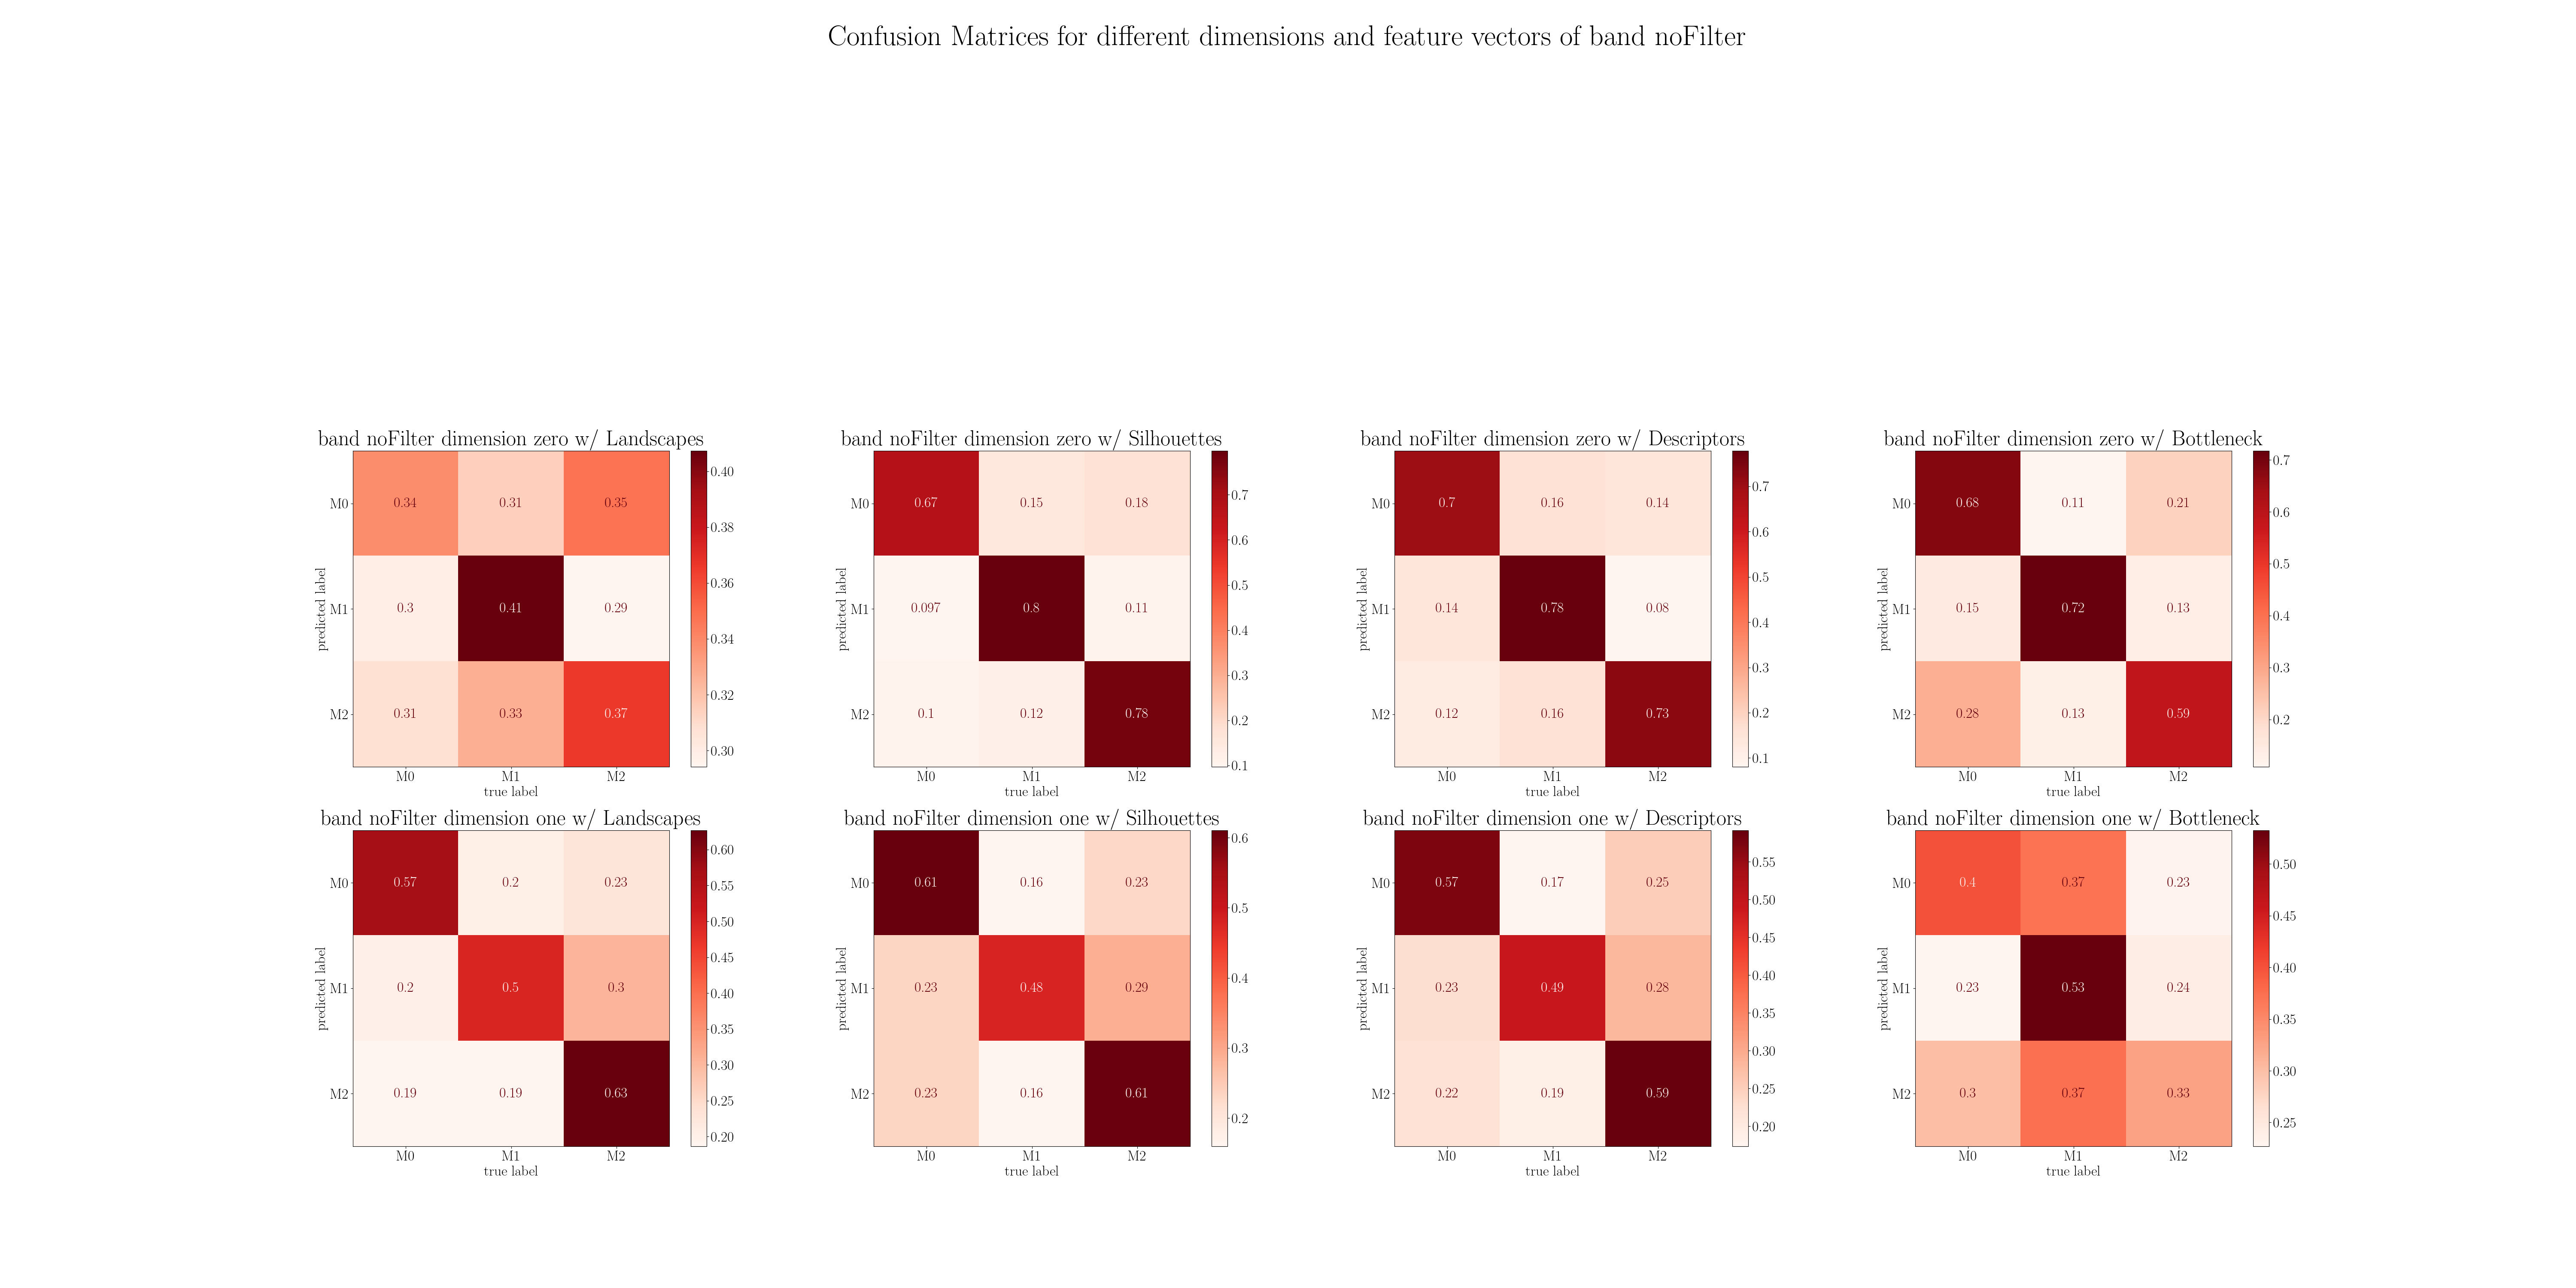 Confusion Matrices for different dimensions and feature vectors of band noFilter
band noFilter dimension zero w/ Landscapes
predicted label
M0 0.34 0.31 0.35
M1 0.3 0.41 0.29
M2 0.31 0.33 0.37
M0 M1 M2
true label
0.40
0.38
0.36
0.34
0.32
0.30
band noFilter dimension zero w/ Silhouettes
predicted label
M0 0.67 0.15 0.18
M1 0.097 0.8 0.11
M2 0.1 0.12 0.78
M0 M1 M2
true label
0.7
0.6
0.5
0.4
0.3
0.2
0.1
band noFilter dimension zero w/ Descriptors
predicted label
M0 0.7 0.16 0.14
M1 0.14 0.78 0.08
M2 0.12 0.16 0.73
M0 M1 M2
true label
0.7
0.6
0.5
0.4
0.3
0.2
0.1
band noFilter dimension zero w/ Bottleneck
predicted label
M0 0.68 0.11 0.21
M1 0.15 0.72 0.13
M2 0.28 0.13 0.59
M0 M1 M2
true label
0.7
0.6
0.5
0.4
0.3
0.2
band noFilter dimension one w/ Landscapes
predicted label
M0 0.57 0.2 0.23
M1 0.2 0.5 0.3
M2 0.19 0.19 0.63
M0 M1 M2
true label
0.60
0.55
0.50
0.45
0.40
0.35
0.30
0.25
0.20
band noFilter dimension one w/ Silhouettes
predicted label
M0 0.61 0.16 0.23
M1 0.23 0.48 0.29
M2 0.23 0.16 0.61
M0 M1 M2
true label
0.6
0.5
0.4
0.3
0.2
band noFilter dimension one w/ Descriptors
predicted label
M0 0.57 0.17 0.25
M1 0.23 0.49 0.28
M2 0.22 0.19 0.59
M0 M1 M2
true label
0.55
0.50
0.45
0.40
0.35
0.30
0.25
0.20
band noFilter dimension one w/ Bottleneck
predicted label
M0 0.4 0.37 0.23
M1 0.23 0.53 0.24
M2 0.3 0.37 0.33
M0 M1 M2
true label
0.50
0.45
0.40
0.35
0.30
0.25